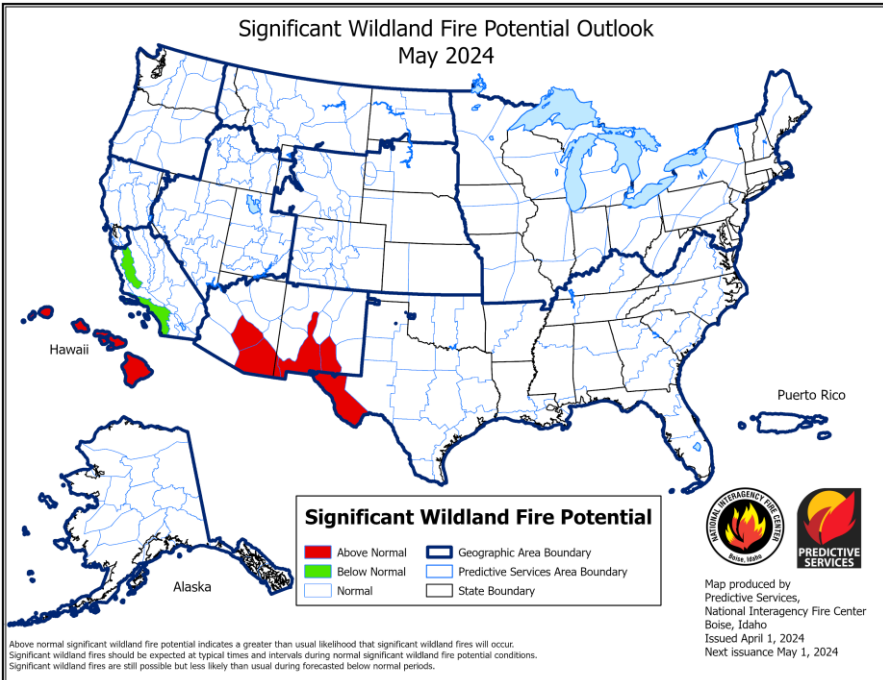 Significant Wildland Fire Potential Outlook
May 2024
Hawaii
Puerto Rico
Alaska
Significant Wildland Fire Potential
Above Normal
Geographic Area Boundary
Below Normal
Predictive Services Area Boundary
Normal
State Boundary
NATIONAL INTERAGENCY FIRE CENTER
Boise, Idaho
PREDICTIVE
SERVICES
Map produced by
Predictive Services,
National Interagency Fire Center
Boise, Idaho
Issued April 1, 2024
Next issuance May 1, 2024
Above normal significant wildland fire potential indicates a greater than usual likelihood that significant wildland fires will occur.
Significant wildland fires should be expected at typical times and intervals during normal significant wildland fire potential conditions.
Significant wildland fires are still possible but less likely than usual during forecasted below normal periods.